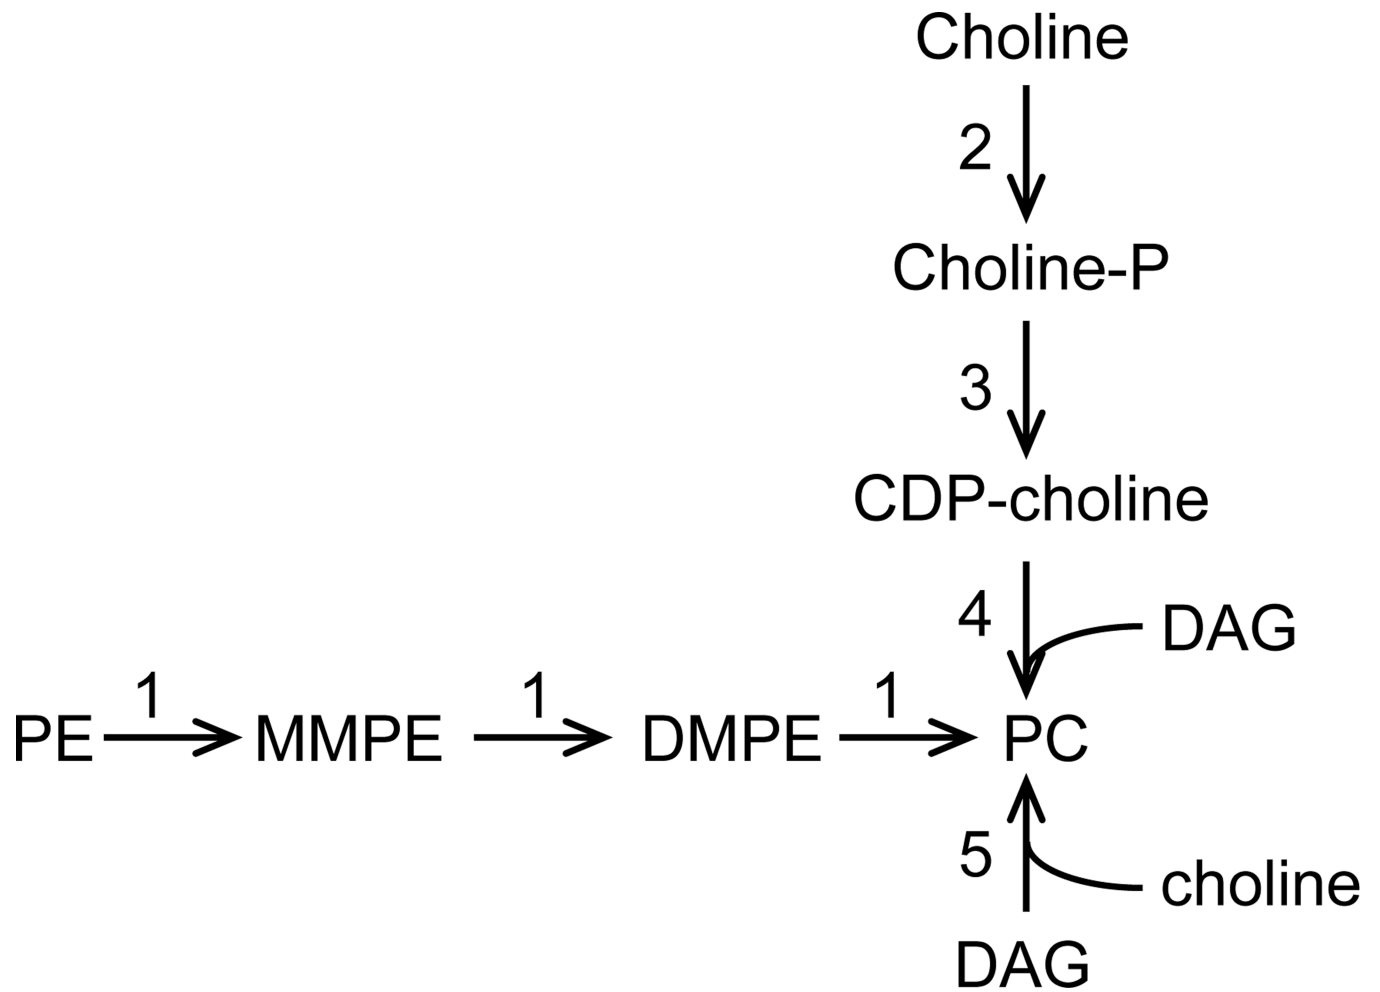 Choline
2
Choline-P
3
CDP-choline
4
DAG
1
1
1
PE
MMPE
DMPE
PC
5
choline
DAG